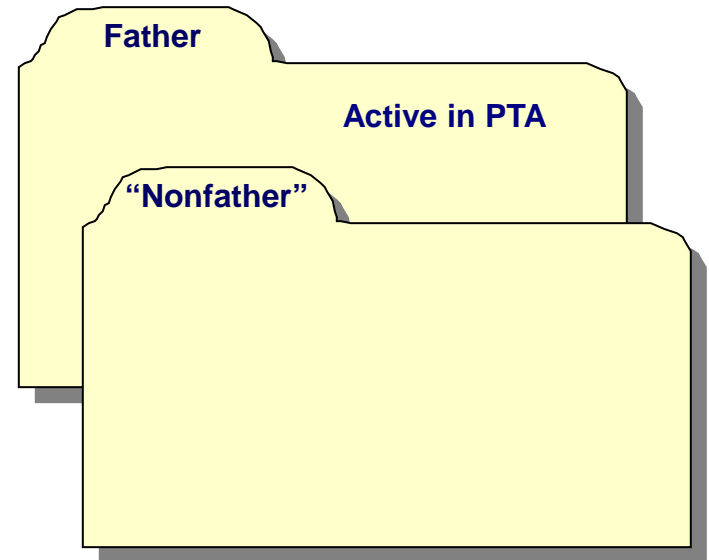 Father
Active in PTA
“Nonfather”